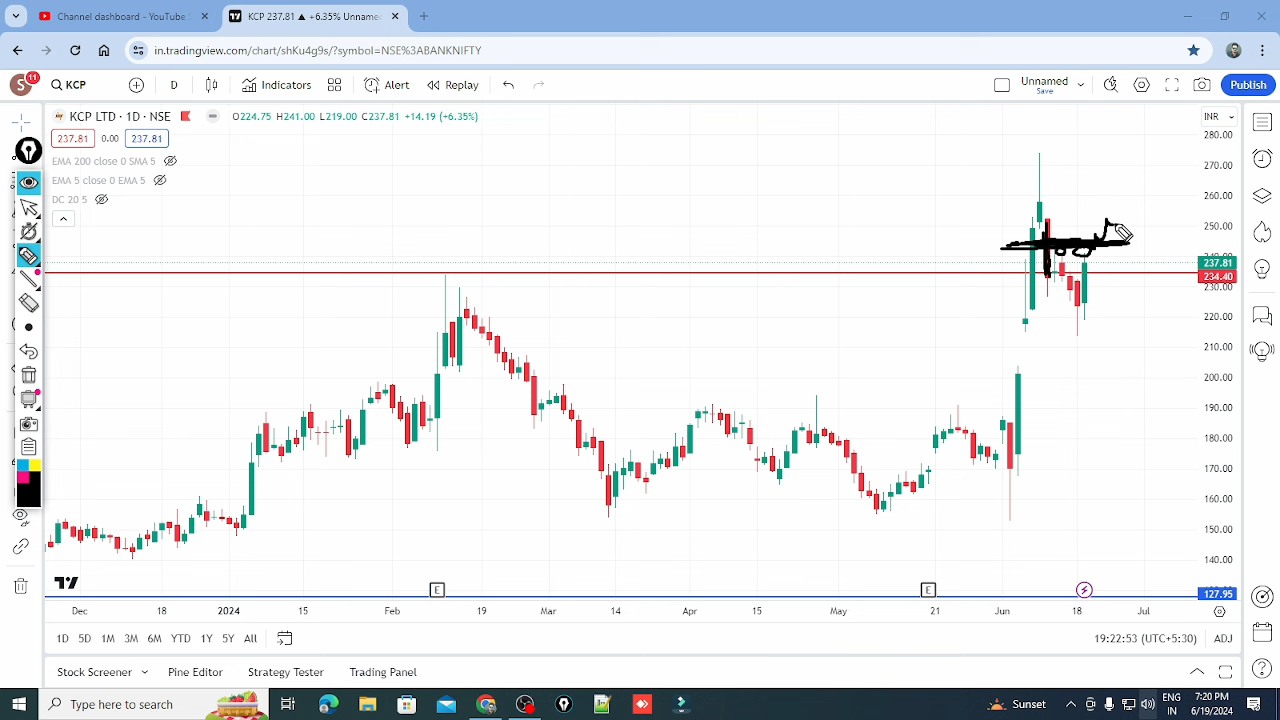 Channel dashboard - YouTube
KCP 237.81 ▲ +6.35% Unname
in.tradingview.com/chart/shKu4g9s/?symbol=NSE%3ABANKNIFTY
S 11 KCP D Indicators Alert Replay Unnamed Save Publish
KCP LTD · 1D · NSE O224.75 H241.00 L219.00 C237.81 +14.19 (+6.35%)
INR
237.81 0.00 237.81
EMA 200 close 0 SMA 5
EMA 5 close 0 EMA 5
DC 20 5
280.00
270.00
260.00
250.00
237.81
234.40
230.00
220.00
210.00
200.00
190.00
180.00
170.00
160.00
150.00
140.00
127.95
E E
Dec 18 2024 15 Feb 19 Mar 14 Apr 15 May 21 Jun 18 Jul
1D 5D 1M 3M 6M YTD 1Y 5Y All 19:22:53 (UTC+5:30) ADJ
Stock Screener Pine Editor Strategy Tester Trading Panel
Type here to search Sunset ENG IN 7:20 PM 6/19/2024